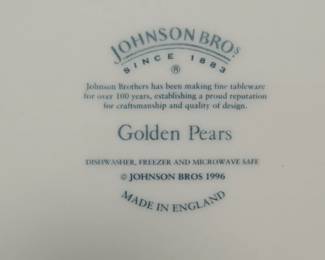 JOHNSON BROS
SINCE 1883
®
Johnson Brothers has been making fine tableware
for over 100 years, establishing a proud reputation
for craftsmanship and quality of design.
Golden Pears
DISHWASHER, FREEZER AND MICROWAVE SAFE
© JOHNSON BROS 1996
MADE IN ENGLAND